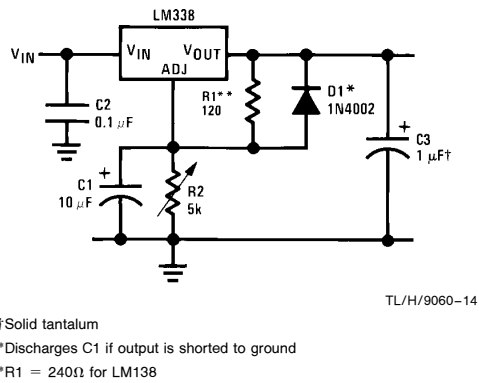 LM338
VIN
VIN
VOUT
ADJ
R1**
120
D1*
1N4002
C2
0.1 μF
C3
1 μF†
C1
10 μF
R2
5k
TL/H/9060–14
†Solid tantalum
*Discharges C1 if output is shorted to ground
*R1 = 240Ω for LM138